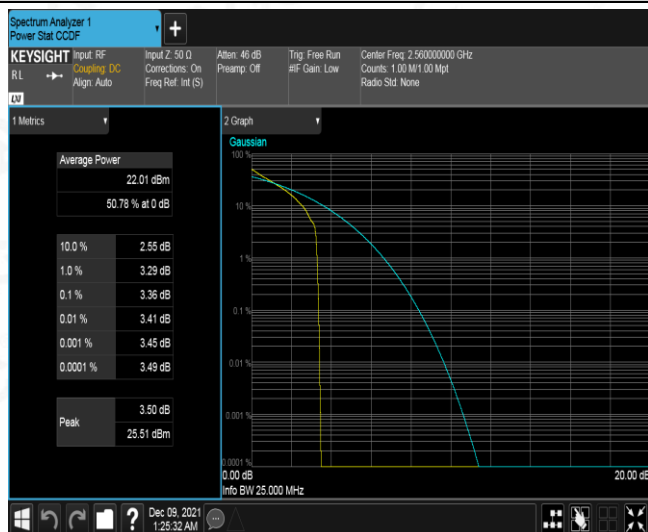 Spectrum Analyzer 1
Power Stat CCDF
+
KEYSIGHT
RL
LXI
Input: RF
Coupling: DC
Align: Auto
Input Z: 50 Ω
Corrections: On
Freq Ref: Int (S)
Atten: 46 dB
Preamp: Off
Trig: Free Run
#IF Gain: Low
Center Freq: 2.560000000 GHz
Counts: 1.00 M/1.00 Mpt
Radio Std: None
1 Metrics
Average Power
22.01 dBm
50.78 % at 0 dB
10.0 % 2.55 dB
1.0 % 3.29 dB
0.1 % 3.36 dB
0.01 % 3.41 dB
0.001 % 3.45 dB
0.0001 % 3.49 dB
Peak
3.50 dB
25.51 dBm
2 Graph
Gaussian
100 %
10 %
1 %
0.1 %
0.01 %
0.001 %
0.0001 %
0.00 dB
20.00 dB
Info BW 25.000 MHz
?
Dec 09, 2021
1:25:32 AM